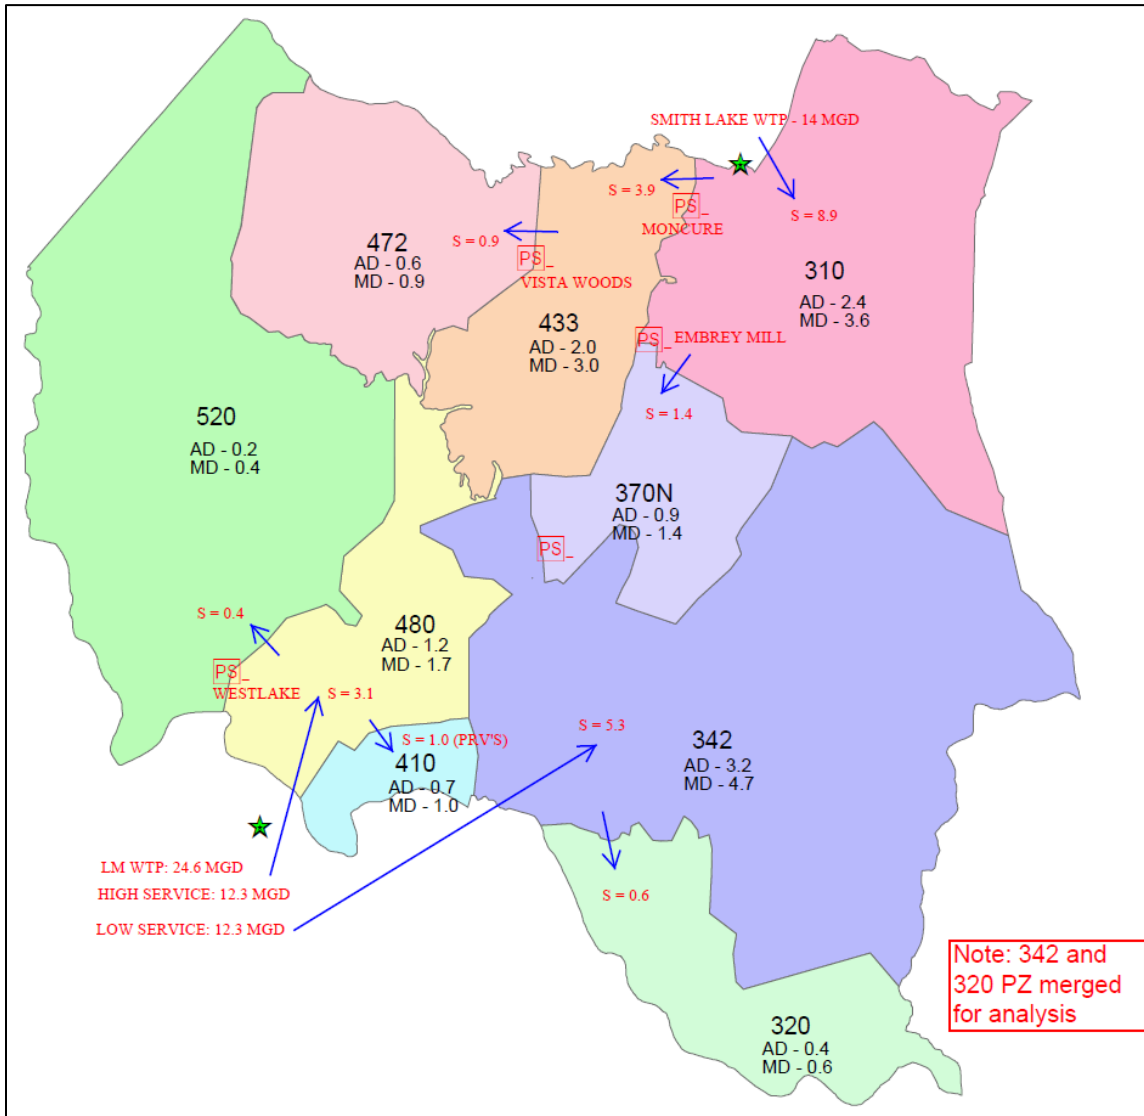 SMITH LAKE WTP - 14 MGD
S = 3.9
PS_
MONCURE
S = 8.9
472
AD - 0.6
MD - 0.9
S = 0.9
PS_
VISTA WOODS
310
AD - 2.4
MD - 3.6
433
AD - 2.0
MD - 3.0
PS_
EMBREY MILL
S = 1.4
520
AD - 0.2
MD - 0.4
370N
AD - 0.9
MD - 1.4
PS_
S = 0.4
480
AD - 1.2
MD - 1.7
PS_
WESTLAKE
S = 3.1
S = 1.0 (PRV'S)
410
AD - 0.7
MD - 1.0
S = 5.3
342
AD - 3.2
MD - 4.7
LM WTP: 24.6 MGD
HIGH SERVICE: 12.3 MGD
LOW SERVICE: 12.3 MGD
S = 0.6
320
AD - 0.4
MD - 0.6
Note: 342 and
320 PZ merged
for analysis